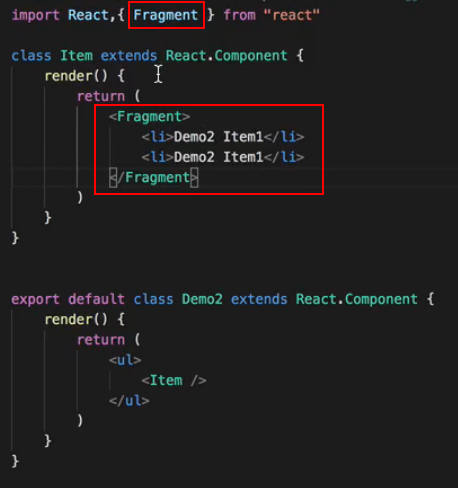 import React,{ Fragment } from "react"
class Item extends React.Component {
render() {
return (
<Fragment>
<li>Demo2 Item1</li>
<li>Demo2 Item1</li>
</Fragment>
)
}
}
export default class Demo2 extends React.Component {
render() {
return (
<ul>
<Item />
</ul>
)
}
}